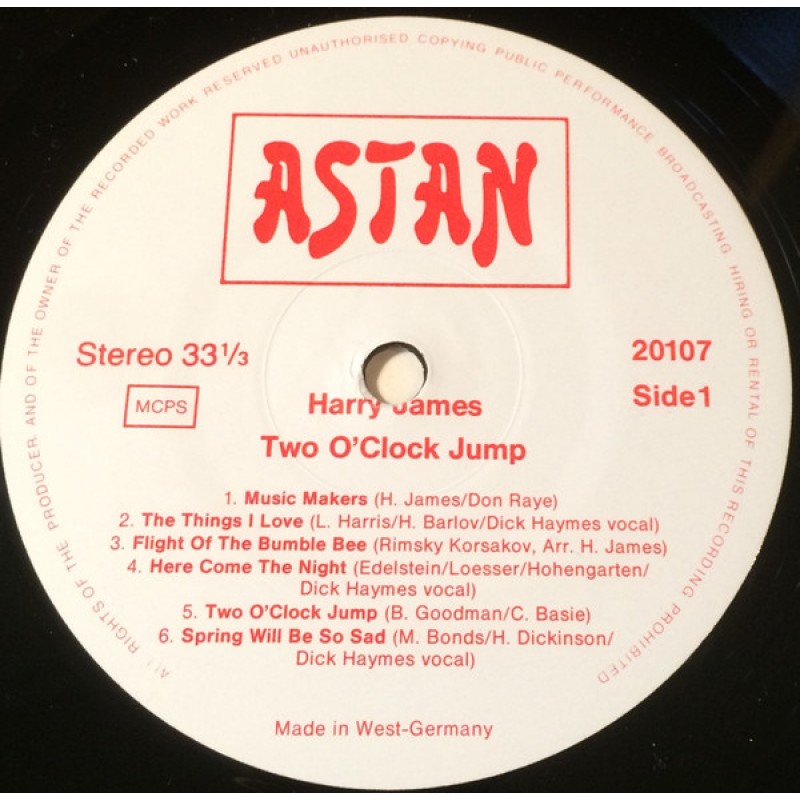 ALL RIGHTS OF THE PRODUCER AND OF THE OWNER OF THE RECORDED WORK RESERVED UNAUTHORISED COPYING PUBLIC PERFORMANCE BROADCASTING HIRING OR RENTAL OF THIS RECORDING PROHIBITED
ASTAN
Stereo 33 1/3
20107
MCPS
Side1
Harry James
Two O'Clock Jump
1. Music Makers (H. James/Don Raye)
2. The Things I Love (L. Harris/H. Barlov/Dick Haymes vocal)
3. Flight Of The Bumble Bee (Rimsky Korsakov, Arr. H. James)
4. Here Come The Night (Edelstein/Loesser/Hohengarten/
Dick Haymes vocal)
5. Two O'Clock Jump (B. Goodman/C. Basie)
6. Spring Will Be So Sad (M. Bonds/H. Dickinson/
Dick Haymes vocal)
Made in West-Germany